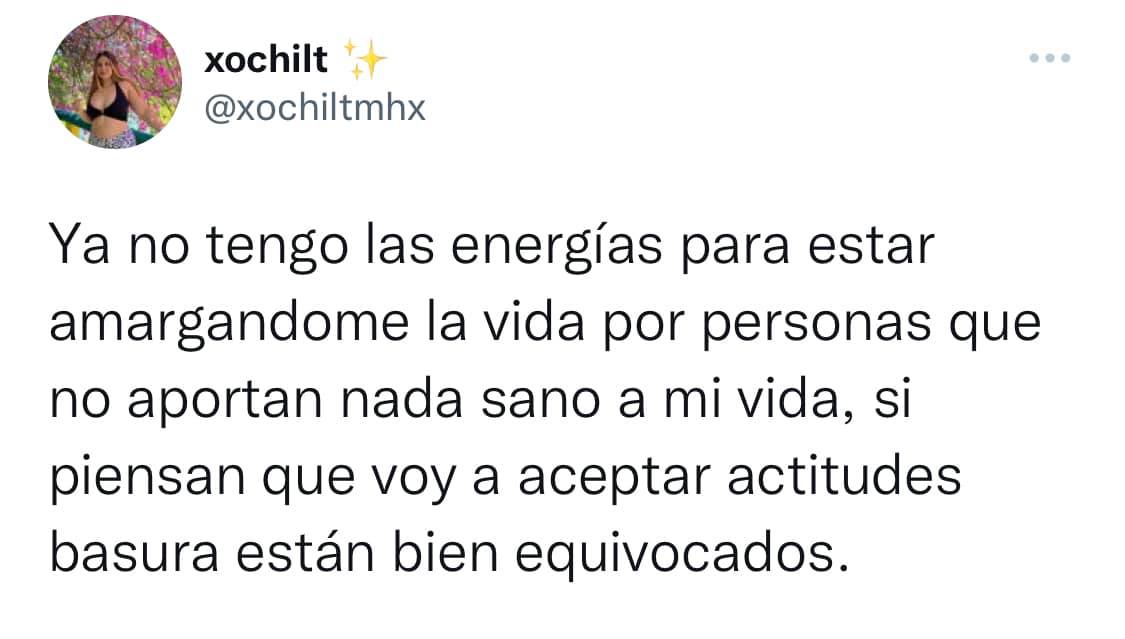 xochilt ✨
@xochiltmhx
Ya no tengo las energías para estar
amargandome la vida por personas que
no aportan nada sano a mi vida, si
piensan que voy a aceptar actitudes
basura están bien equivocados.